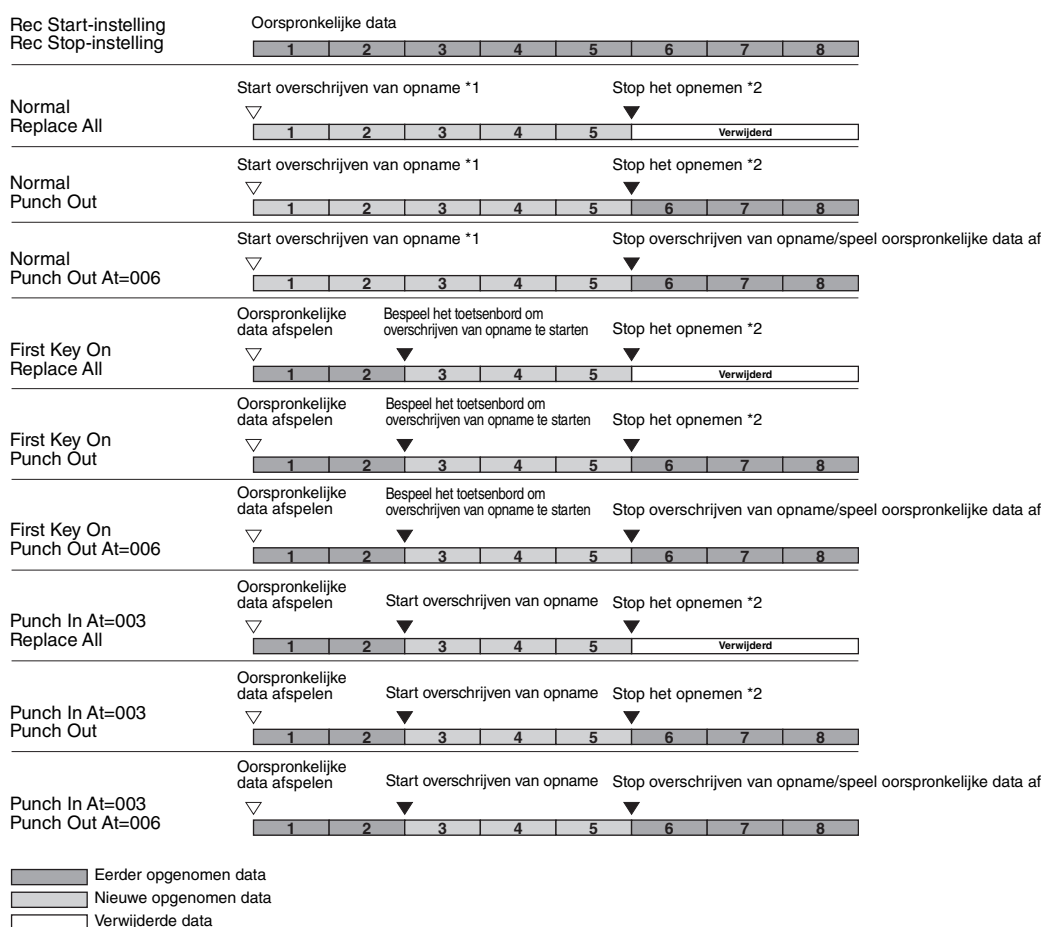 Rec Start-instelling
Rec Stop-instelling
Oorspronkelijke data
1 2 3 4 5 6 7 8
Normal
Replace All
Start overschrijven van opname *1
Stop het opnemen *2
1 2 3 4 5 Verwijderd
Normal
Punch Out
Start overschrijven van opname *1
Stop het opnemen *2
1 2 3 4 5 6 7 8
Normal
Punch Out At=006
Start overschrijven van opname *1
Stop overschrijven van opname/speel oorspronkelijke data af
1 2 3 4 5 6 7 8
First Key On
Replace All
Oorspronkelijke
data afspelen
Bespeel het toetsenbord om
overschrijven van opname te starten
Stop het opnemen *2
1 2 3 4 5 Verwijderd
First Key On
Punch Out
Oorspronkelijke
data afspelen
Bespeel het toetsenbord om
overschrijven van opname te starten
Stop het opnemen *2
1 2 3 4 5 6 7 8
First Key On
Punch Out At=006
Oorspronkelijke
data afspelen
Bespeel het toetsenbord om
overschrijven van opname te starten
Stop overschrijven van opname/speel oorspronkelijke data af
1 2 3 4 5 6 7 8
Punch In At=003
Replace All
Oorspronkelijke
data afspelen
Start overschrijven van opname
Stop het opnemen *2
1 2 3 4 5 Verwijderd
Punch In At=003
Punch Out
Oorspronkelijke
data afspelen
Start overschrijven van opname
Stop het opnemen *2
1 2 3 4 5 6 7 8
Punch In At=003
Punch Out At=006
Oorspronkelijke
data afspelen
Start overschrijven van opname
Stop overschrijven van opname/speel oorspronkelijke data af
1 2 3 4 5 6 7 8
Eerder opgenomen data
Nieuwe opgenomen data
Verwijderde data